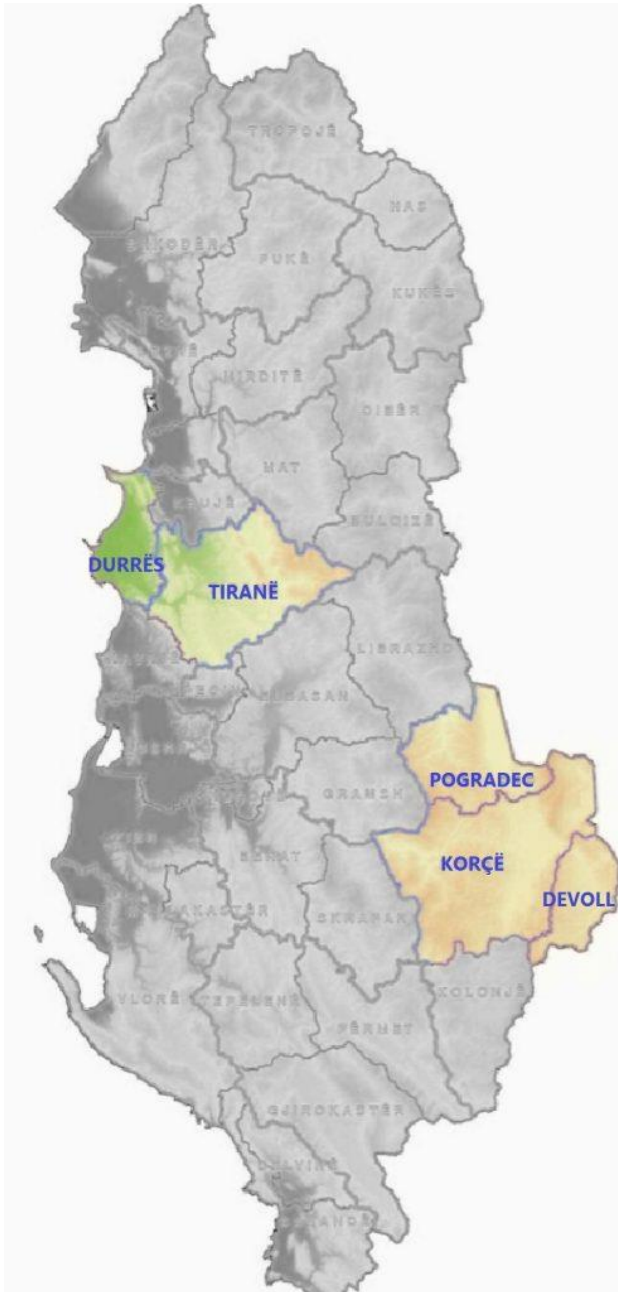 TROPOJË
HAS
SHKODËR
PUKË
KUKËS
MIRDITË
DIBËR
MAT
KRUJË
BULQIZË
DURRËS
TIRANË
LIBRAZHD
ELBASAN
POGRADEC
GRAMSH
KORÇË
BERAT
DEVOLL
SKRAPAR
VLORË
TEPELENË
KOLONJË
PËRMET
GJIROKASTËR
DELVINË